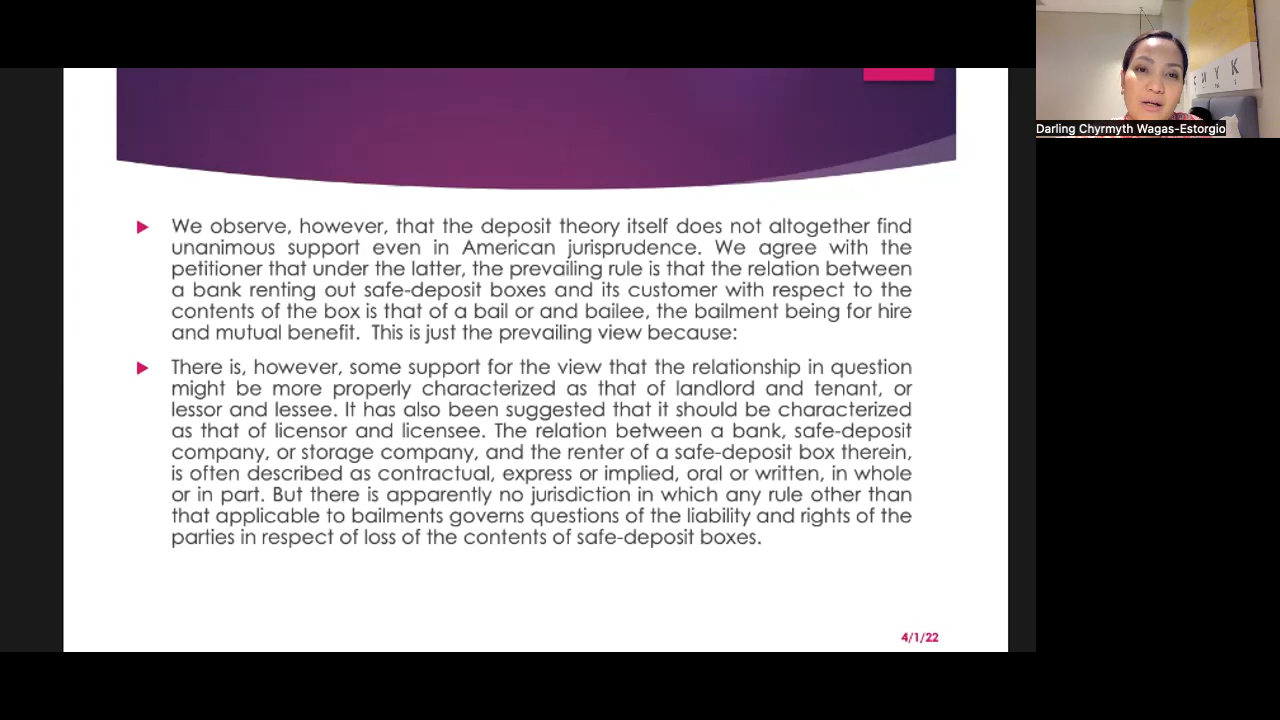 We observe, however, that the deposit theory itself does not altogether find
unanimous support even in American jurisprudence. We agree with the
petitioner that under the latter, the prevailing rule is that the relation between
a bank renting out safe-deposit boxes and its customer with respect to the
contents of the box is that of a bail or and bailee, the bailment being for hire
and mutual benefit. This is just the prevailing view because:
There is, however, some support for the view that the relationship in question
might be more properly characterized as that of landlord and tenant, or
lessor and lessee. It has also been suggested that it should be characterized
as that of licensor and licensee. The relation between a bank, safe-deposit
company, or storage company, and the renter of a safe-deposit box therein,
is often described as contractual, express or implied, oral or written, in whole
or in part. But there is apparently no jurisdiction in which any rule other than
that applicable to bailments governs questions of the liability and rights of the
parties in respect of loss of the contents of safe-deposit boxes.
4/1/22
Darling Chyrmyth Wagas-Estorgio